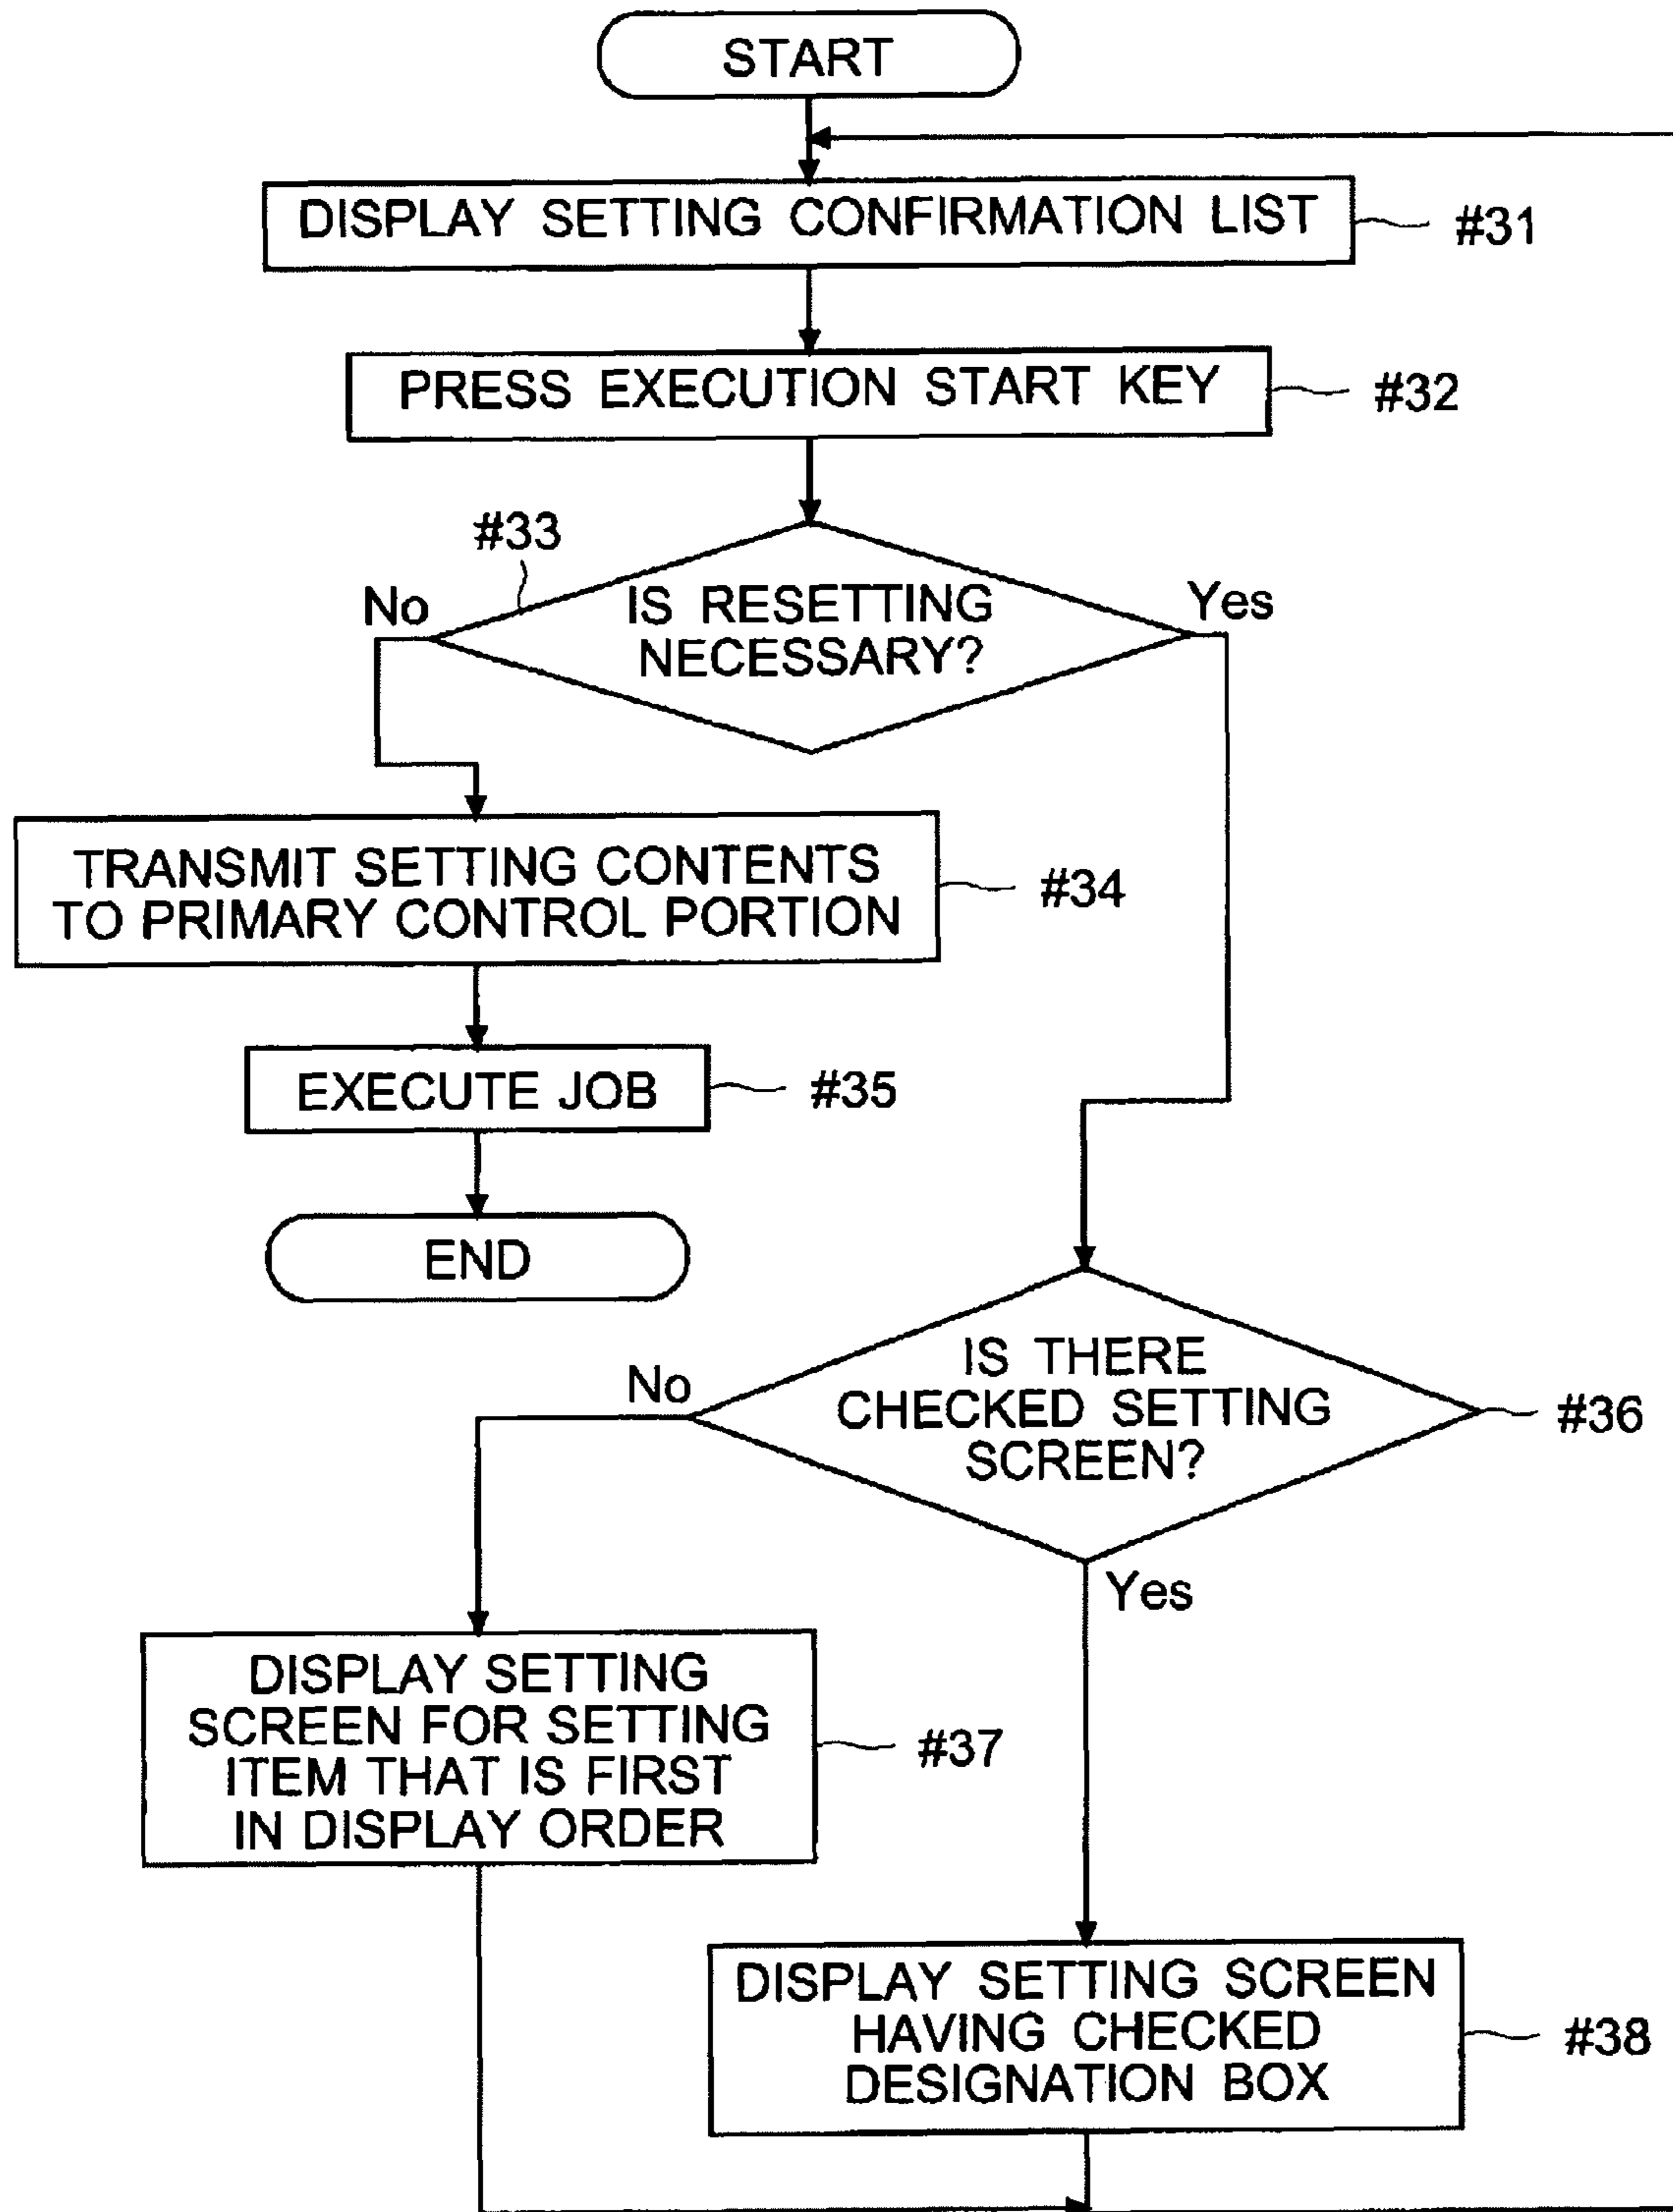 START
DISPLAY SETTING CONFIRMATION LIST
#31
PRESS EXECUTION START KEY
#32
#33
No
IS RESETTING
NECESSARY?
Yes
TRANSMIT SETTING CONTENTS
TO PRIMARY CONTROL PORTION
#34
EXECUTE JOB
#35
END
No
IS THERE
CHECKED SETTING
SCREEN?
#36
Yes
DISPLAY SETTING
SCREEN FOR SETTING
ITEM THAT IS FIRST
IN DISPLAY ORDER
#37
DISPLAY SETTING SCREEN
HAVING CHECKED
DESIGNATION BOX
#38